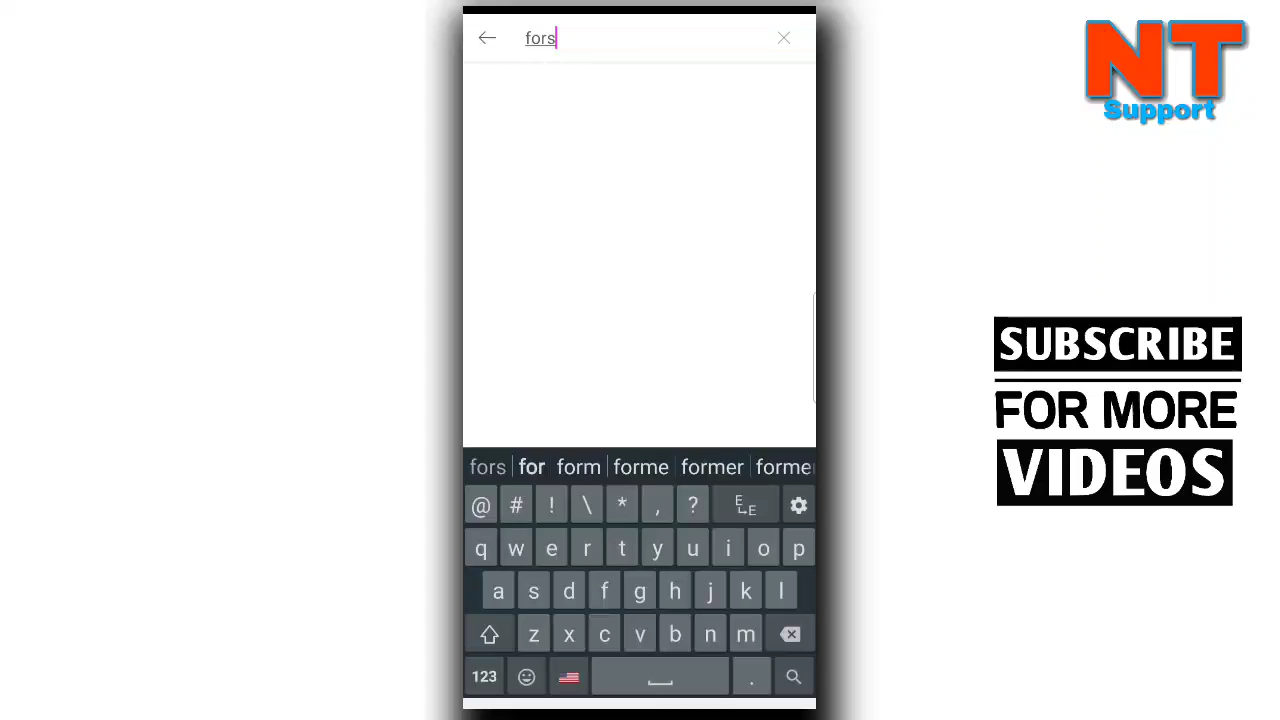 fors
NT
Support
SUBSCRIBE
FOR MORE
VIDEOS
fors for form forme former forme
@ # ! \ * , ? E E
q w e r t y u i o p
a s d f g h j k l
z x c v b n m
123 .